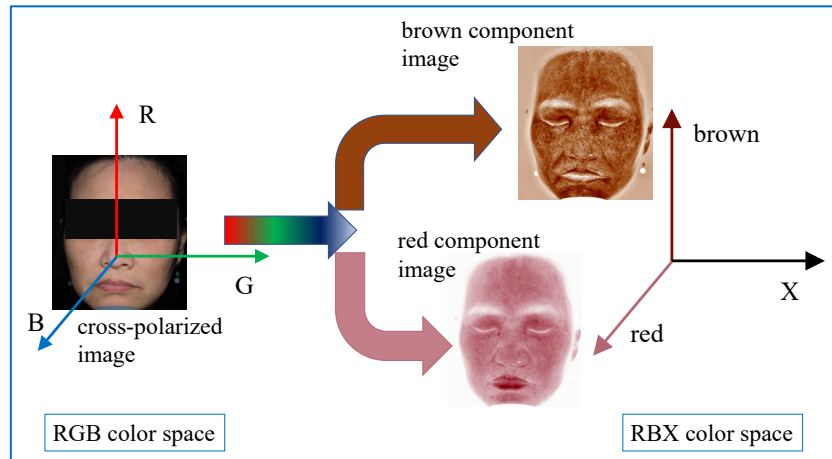 brown component
image
R
brown
red component
image
G
X
B
cross-polarized
image
red
RGB color space
RBX color space